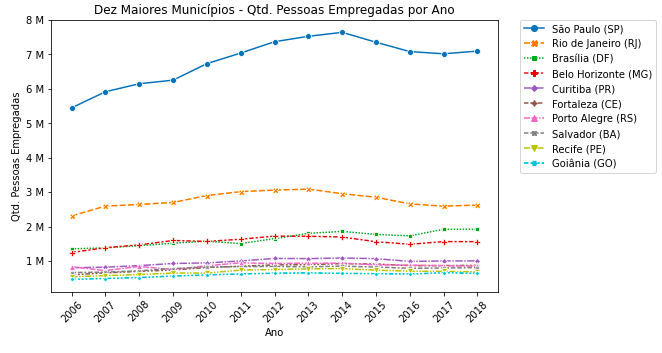 Dez Maiores Municípios - Qtd. Pessoas Empregadas por Ano
8 M
7 M
6 M
5 M
4 M
3 M
2 M
1 M
Qtd. Pessoas Empregadas
2006
2007
2008
2009
2010
2011
2012
2013
2014
2015
2016
2017
2018
Ano
São Paulo (SP)
Rio de Janeiro (RJ)
Brasília (DF)
Belo Horizonte (MG)
Curitiba (PR)
Fortaleza (CE)
Porto Alegre (RS)
Salvador (BA)
Recife (PE)
Goiânia (GO)